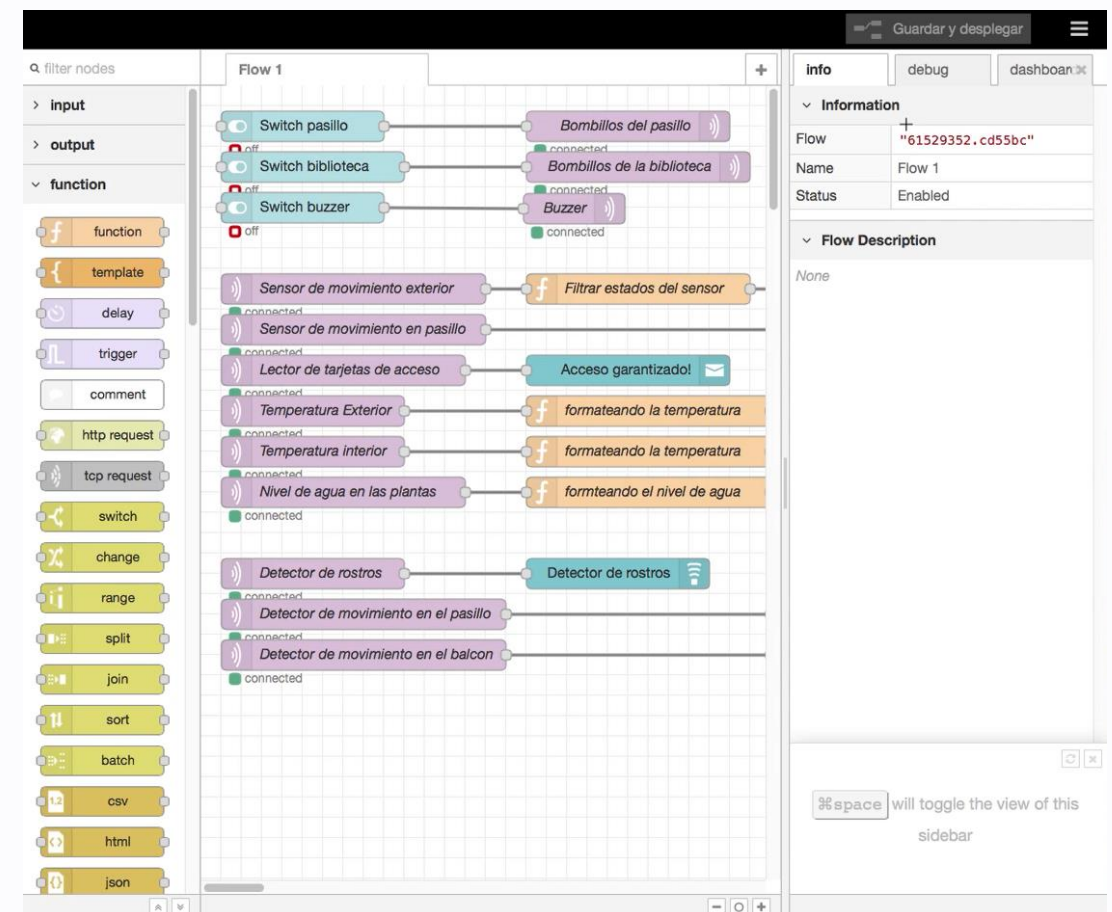 Guardar y desplegar
filter nodes
Flow 1
info
debug
dashboard
input
output
function
function
template
delay
trigger
comment
http request
tcp request
switch
change
range
split
join
sort
batch
1.2
csv
html
json
Switch pasillo
Bombillos del pasillo
off
connected
Switch biblioteca
Bombillos de la biblioteca
off
connected
Switch buzzer
Buzzer
off
connected
Sensor de movimiento exterior
Filtrar estados del sensor
connected
Sensor de movimiento en pasillo
connected
Lector de tarjetas de acceso
Acceso garantizado!
connected
Temperatura Exterior
formateando la temperatura
connected
Temperatura interior
formateando la temperatura
connected
Nivel de agua en las plantas
formteando el nivel de agua
connected
Detector de rostros
Detector de rostros
connected
Detector de movimiento en el pasillo
connected
Detector de movimiento en el balcon
connected
Information
Flow "61529352.cd55bc"
Name Flow 1
Status Enabled
Flow Description
None
⌘space will toggle the view of this
sidebar